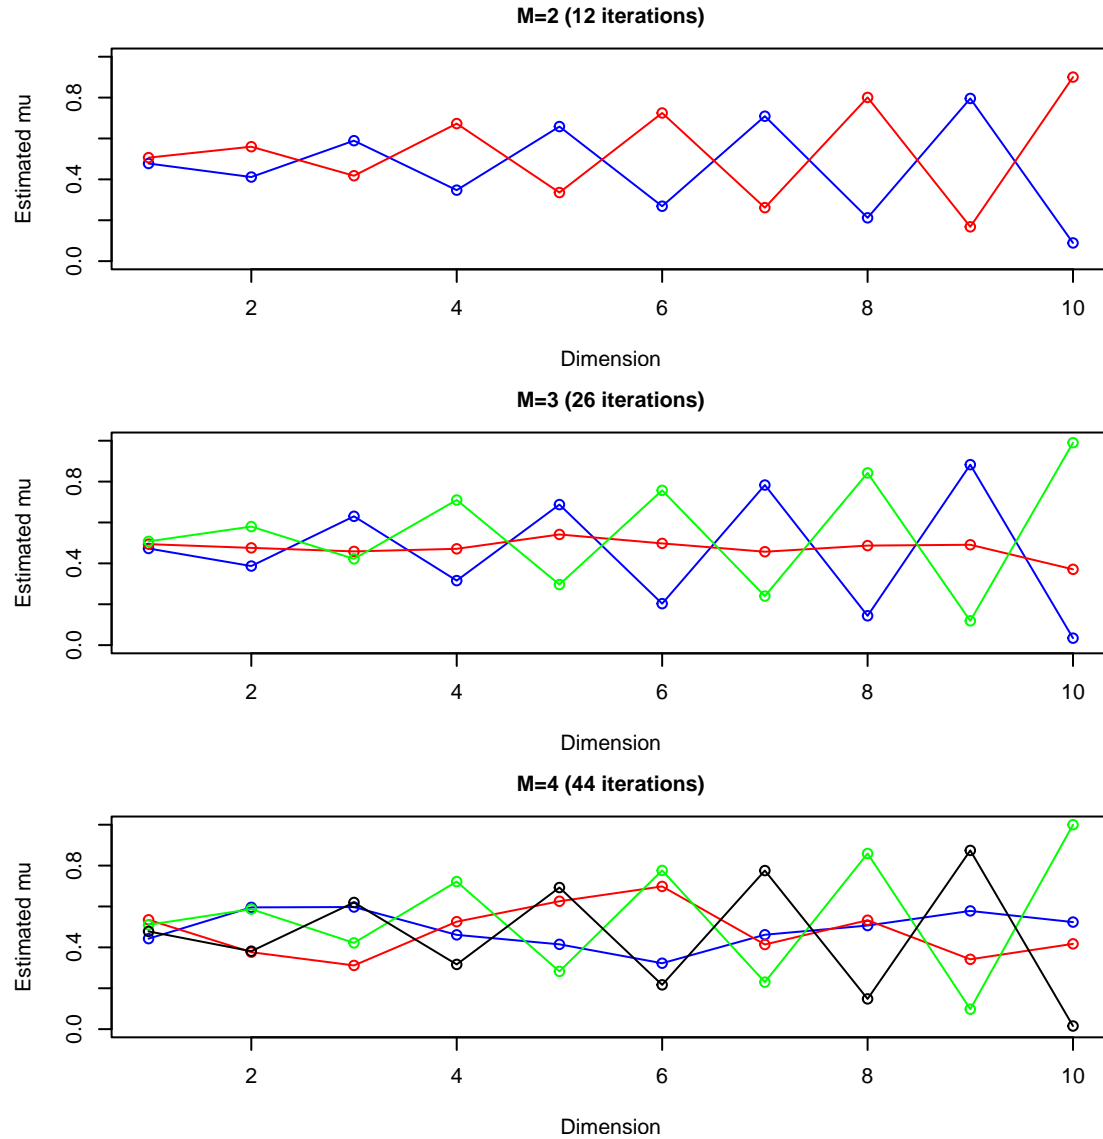 M=2 (12 iterations)
Estimated mu
0.0 0.4 0.8
2 4 6 8 10
Dimension
M=3 (26 iterations)
Estimated mu
0.0 0.4 0.8
2 4 6 8 10
Dimension
M=4 (44 iterations)
Estimated mu
0.0 0.4 0.8
2 4 6 8 10
Dimension